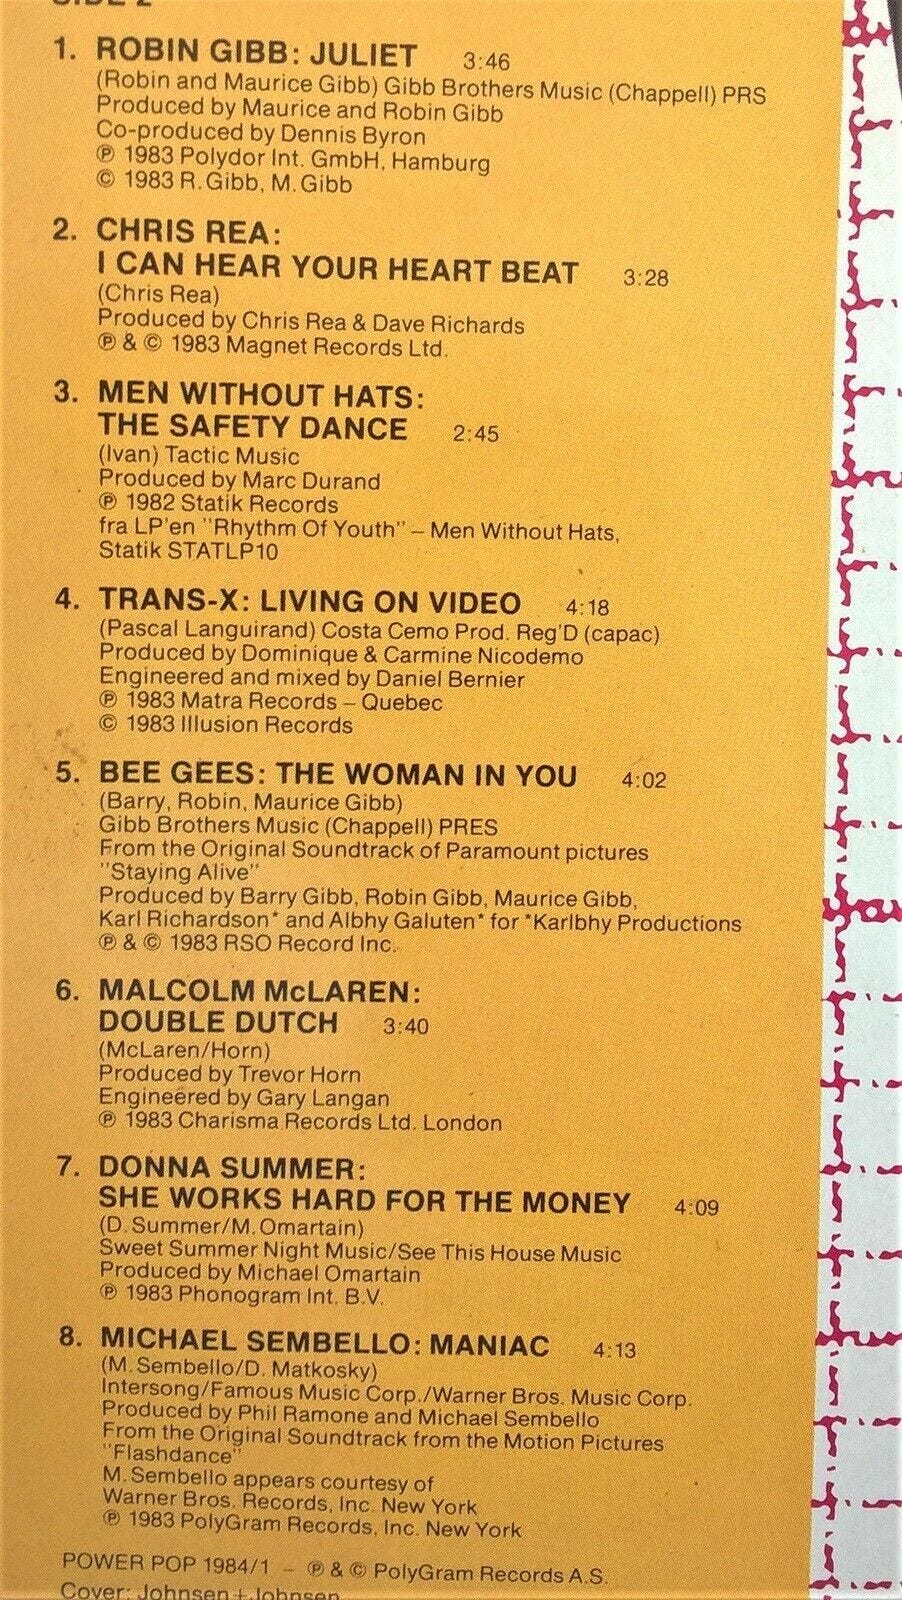 SIDE 2
1. ROBIN GIBB: JULIET 3:46
(Robin and Maurice Gibb) Gibb Brothers Music (Chappell) PRS
Produced by Maurice and Robin Gibb
Co-produced by Dennis Byron
℗ 1983 Polydor Int. GmbH, Hamburg
© 1983 R. Gibb, M. Gibb
2. CHRIS REA:
I CAN HEAR YOUR HEART BEAT 3:28
(Chris Rea)
Produced by Chris Rea & Dave Richards
℗ & © 1983 Magnet Records Ltd.
3. MEN WITHOUT HATS:
THE SAFETY DANCE 2:45
(Ivan) Tactic Music
Produced by Marc Durand
℗ 1982 Statik Records
fra LP'en "Rhythm Of Youth" – Men Without Hats,
Statik STATLP10
4. TRANS-X: LIVING ON VIDEO 4:18
(Pascal Languirand) Costa Cemo Prod. Reg'D (capac)
Produced by Dominique & Carmine Nicodemo
Engineered and mixed by Daniel Bernier
℗ 1983 Matra Records – Quebec
© 1983 Illusion Records
5. BEE GEES: THE WOMAN IN YOU 4:02
(Barry, Robin, Maurice Gibb)
Gibb Brothers Music (Chappell) PRES
From the Original Soundtrack of Paramount pictures
"Staying Alive"
Produced by Barry Gibb, Robin Gibb, Maurice Gibb,
Karl Richardson* and Albhy Galuten* for *Karlbhy Productions
℗ & © 1983 RSO Record Inc.
6. MALCOLM McLAREN:
DOUBLE DUTCH 3:40
(McLaren/Horn)
Produced by Trevor Horn
Engineered by Gary Langan
℗ 1983 Charisma Records Ltd. London
7. DONNA SUMMER:
SHE WORKS HARD FOR THE MONEY 4:09
(D. Summer/M. Omartain)
Sweet Summer Night Music/See This House Music
Produced by Michael Omartain
℗ 1983 Phonogram Int. B.V.
8. MICHAEL SEMBELLO: MANIAC 4:13
(M. Sembello/D. Matkosky)
Intersong/Famous Music Corp./Warner Bros. Music Corp.
Produced by Phil Ramone and Michael Sembello
From the Original Soundtrack from the Motion Pictures
"Flashdance"
M. Sembello appears courtesy of
Warner Bros. Records, Inc. New York
℗ 1983 PolyGram Records, Inc. New York
POWER POP 1984/1 – ℗ & © PolyGram Records A.S.
Cover: Johnsen + Johnsen